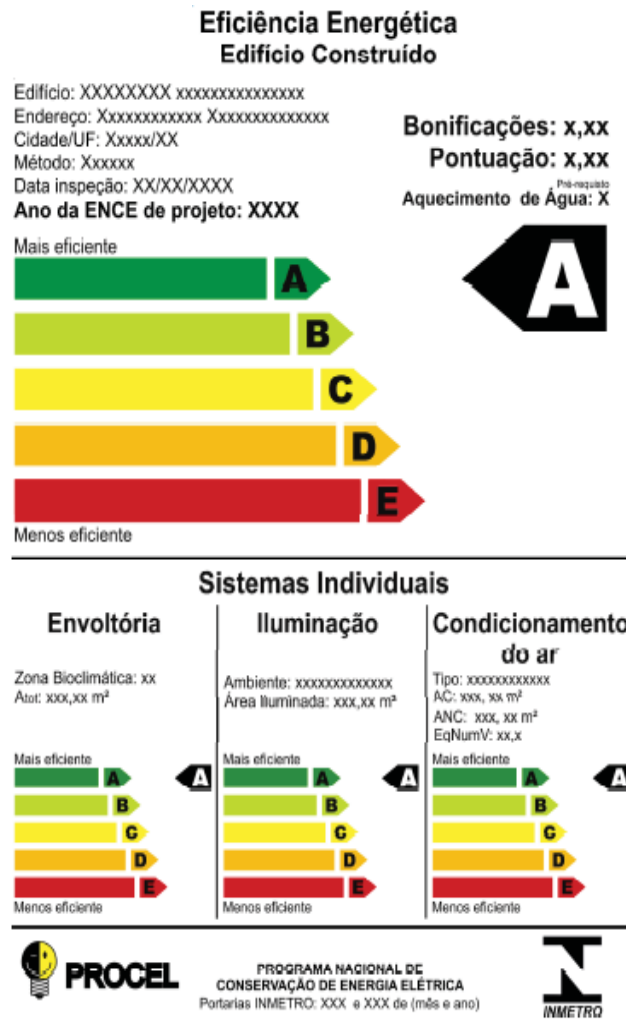 Eficiência Energética
Edifício Construído
Edifício: XXXXXXXX xxxxxxxxxxxxxxx
Endereço: Xxxxxxxxxxxx Xxxxxxxxxxxxxx
Cidade/UF: Xxxxx/XX
Método: Xxxxxx
Data inspeção: XX/XX/XXXX
Ano da ENCE de projeto: XXXX
Bonificações: x,xx
Pontuação: x,xx
Pré-requisto
Aquecimento de Água: X
Mais eficiente
A
A
B
C
D
E
Menos eficiente
Sistemas Individuais
Envoltória
Zona Bioclimática: xx
Atot: xxx,xx m²
Mais eficiente
A
A
B
C
D
E
Menos eficiente
Iluminação
Ambiente: xxxxxxxxxxxxx
Área Iluminada: xxx,xx m²
Mais eficiente
A
A
B
C
D
E
Menos eficiente
Condicionamento
do ar
Tipo: xxxxxxxxxxxx
AC: xxx, xx m²
ANC: xxx, xx m²
EqNumV: xx,x
Mais eficiente
A
A
B
C
D
E
Menos eficiente
PROCEL
PROGRAMA NACIONAL DE
CONSERVAÇÃO DE ENERGIA ELÉTRICA
Portarias INMETRO: XXX e XXX de (mês e ano)
INMETRO